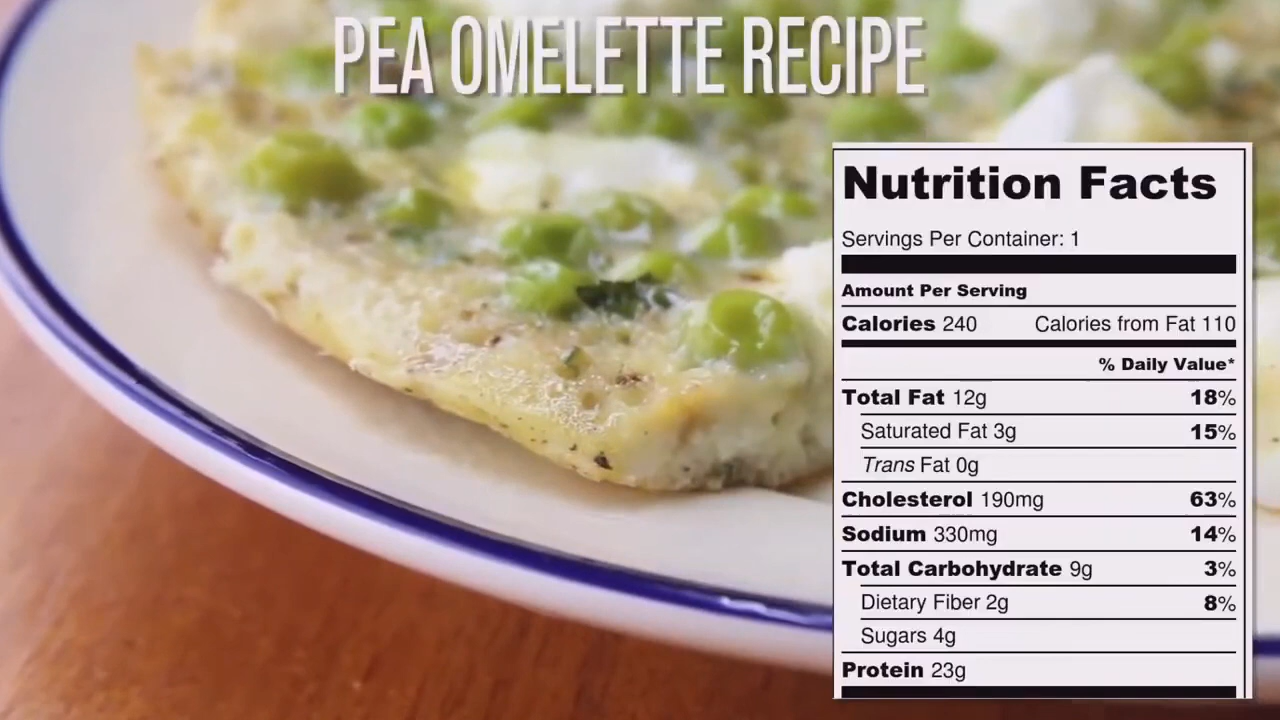 PEA OMELETTE RECIPE
Nutrition Facts
Servings Per Container: 1
Amount Per Serving
Calories 240 Calories from Fat 110
% Daily Value*
Total Fat 12g 18%
Saturated Fat 3g 15%
Trans Fat 0g
Cholesterol 190mg 63%
Sodium 330mg 14%
Total Carbohydrate 9g 3%
Dietary Fiber 2g 8%
Sugars 4g
Protein 23g